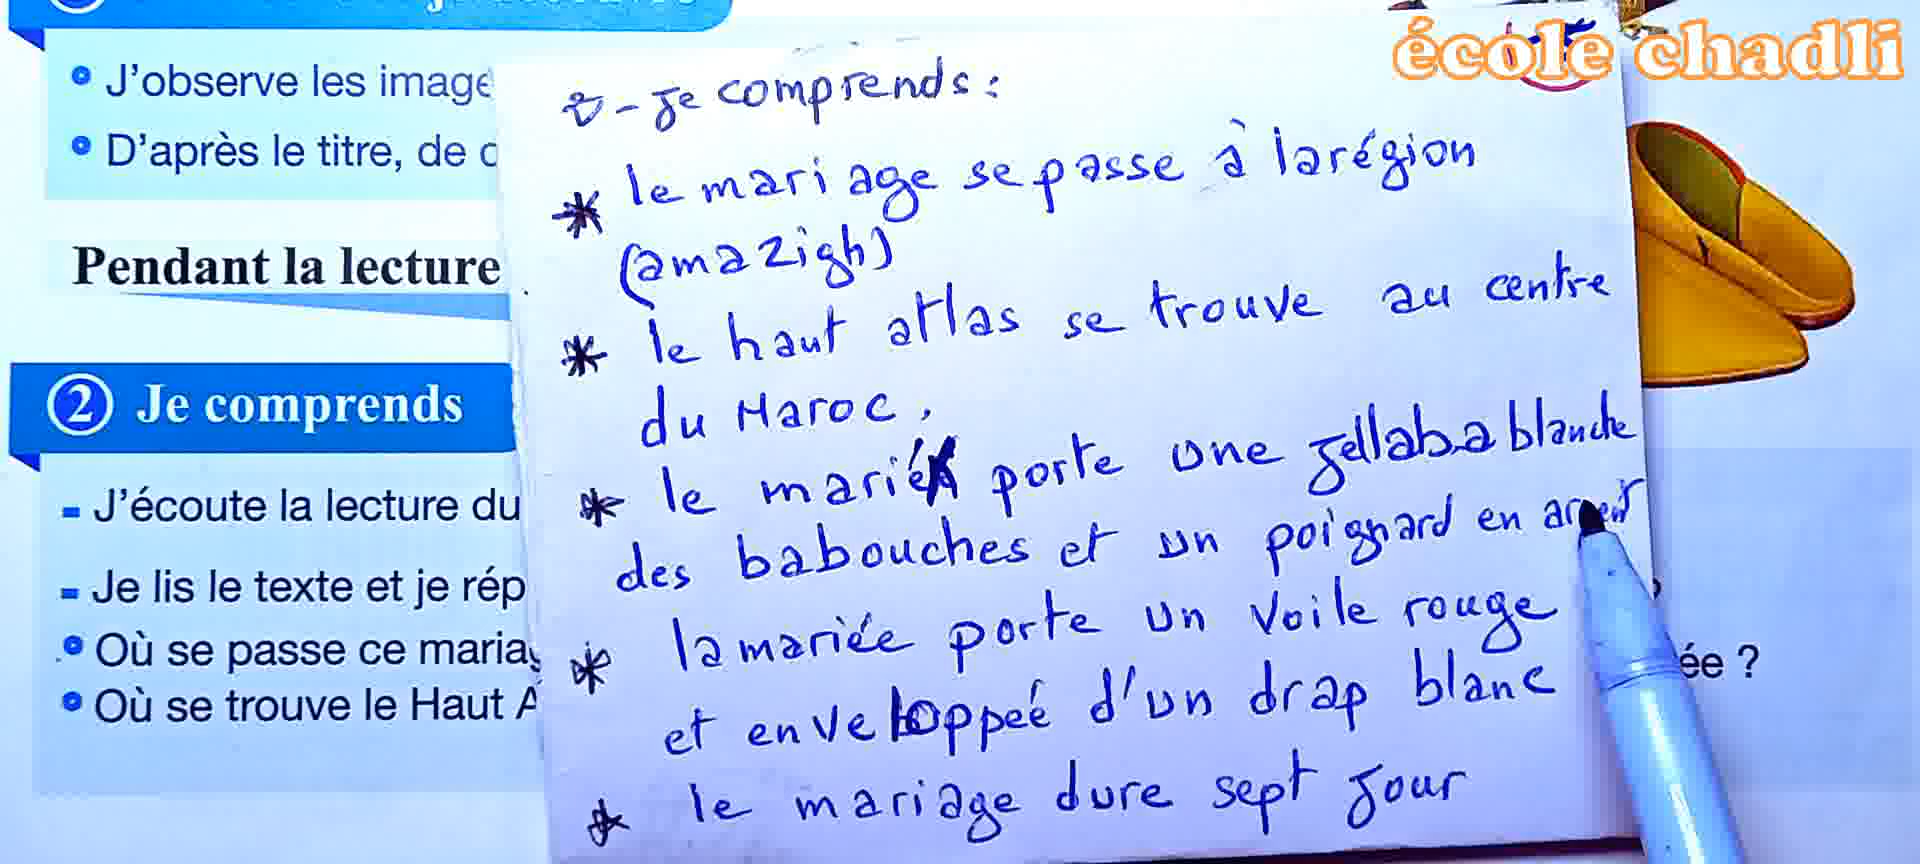 école chadli
J'observe les image
D'après le titre, de
Pendant la lecture
2 Je comprends
J'écoute la lecture du
Je lis le texte et je rép
Où se passe ce maria
Où se trouve le Haut A
ée ?
2 - Je comprends :
* le mariage se passe à la région
(amazigh)
* le haut atlas se trouve au centre
du Maroc.
* le marié porte une jellaba blanche
des babouches et un poignard en
* la mariée porte un voile rouge
et enveloppeé d'un drap blanc
* le mariage dure sept jour